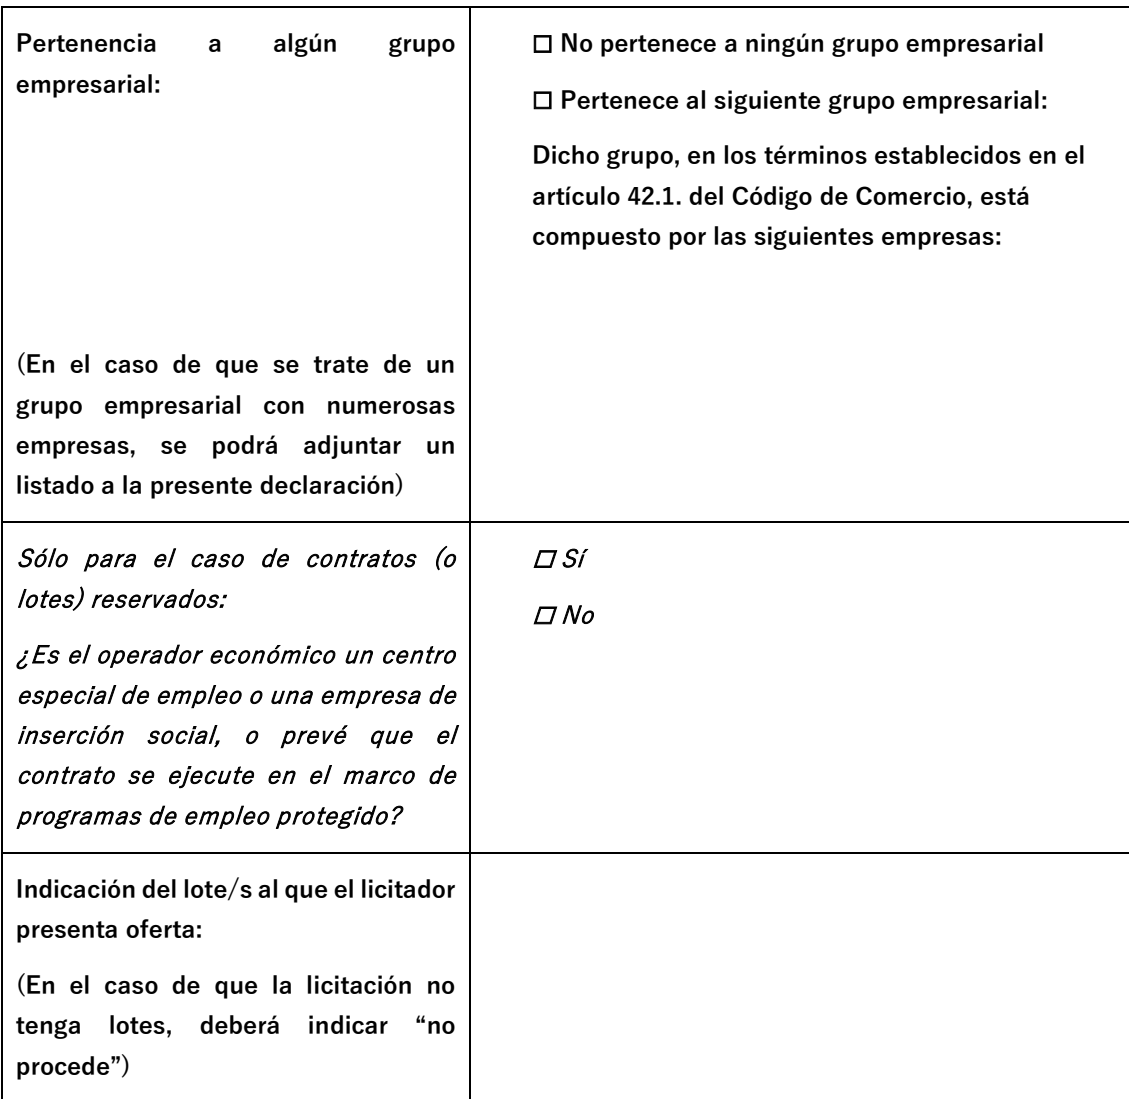 Pertenencia a algún grupo
empresarial:
(En el caso de que se trate de un
grupo empresarial con numerosas
empresas, se podrá adjuntar un
listado a la presente declaración)
☐ No pertenece a ningún grupo empresarial
☐ Pertenece al siguiente grupo empresarial:
Dicho grupo, en los términos establecidos en el
artículo 42.1. del Código de Comercio, está
compuesto por las siguientes empresas:
Sólo para el caso de contratos (o
lotes) reservados:
¿Es el operador económico un centro
especial de empleo o una empresa de
inserción social, o prevé que el
contrato se ejecute en el marco de
programas de empleo protegido?
☐ Sí
☐ No
Indicación del lote/s al que el licitador
presenta oferta:
(En el caso de que la licitación no
tenga lotes, deberá indicar “no
procede”)